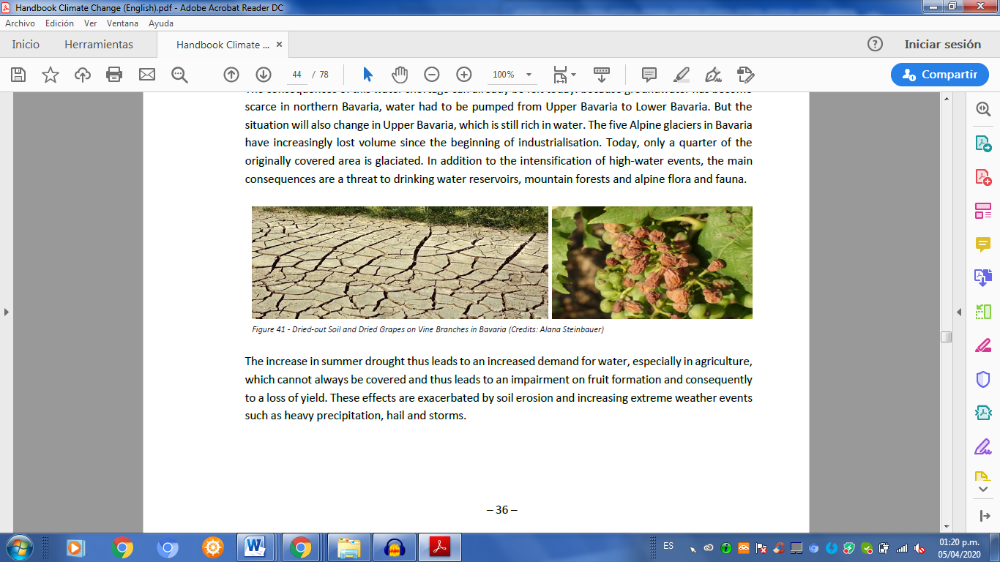 Handbook Climate Change (English).pdf - Adobe Acrobat Reader DC
Archivo Edición Ver Ventana Ayuda
Inicio Herramientas Handbook Climate ... × Iniciar sesión
44 / 78 100% Compartir
The consequences of this water shortage can already be felt today: because groundwater has become
scarce in northern Bavaria, water had to be pumped from Upper Bavaria to Lower Bavaria. But the
situation will also change in Upper Bavaria, which is still rich in water. The five Alpine glaciers in Bavaria
have increasingly lost volume since the beginning of industrialisation. Today, only a quarter of the
originally covered area is glaciated. In addition to the intensification of high-water events, the main
consequences are a threat to drinking water reservoirs, mountain forests and alpine flora and fauna.
Figure 41 - Dried-out Soil and Dried Grapes on Vine Branches in Bavaria (Credits: Alana Steinbauer)
The increase in summer drought thus leads to an increased demand for water, especially in agriculture,
which cannot always be covered and thus leads to an impairment on fruit formation and consequently
to a loss of yield. These effects are exacerbated by soil erosion and increasing extreme weather events
such as heavy precipitation, hail and storms.
– 36 –
ES
01:20 p.m.
05/04/2020